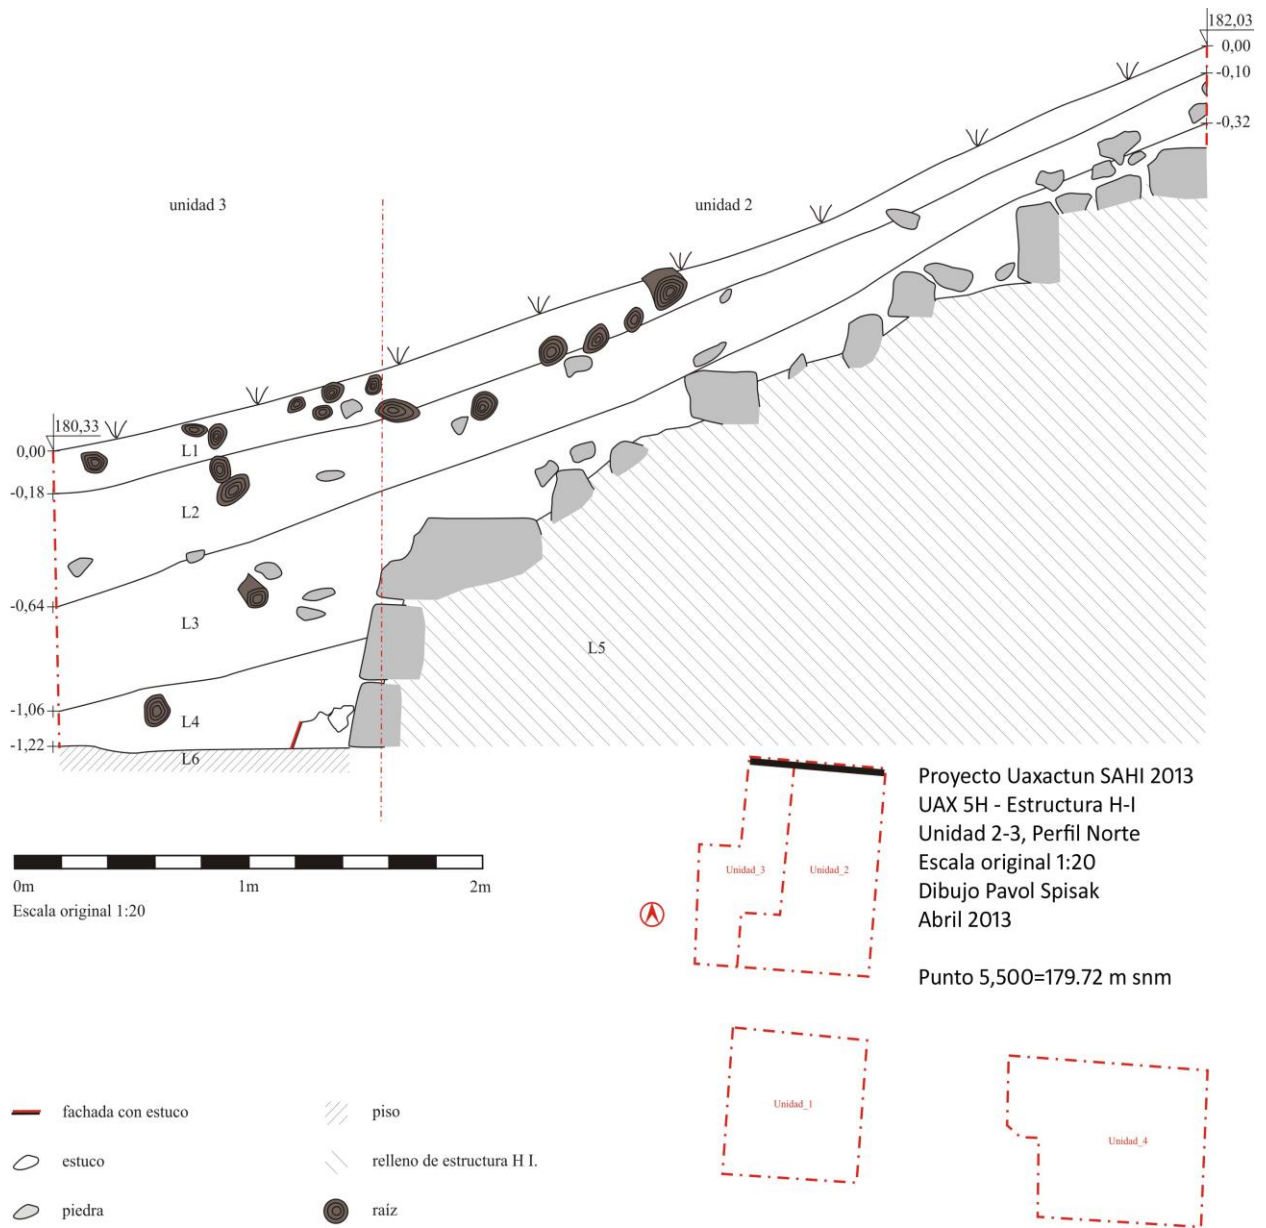 182,03
0,00
-0,10
-0,32
unidad 3
unidad 2
180,33
0,00
L1
-0,18
L2
-0,64
L3
L5
-1,06
L4
-1,22
L6
Proyecto Uaxactun SAHI 2013
UAX 5H - Estructura H-I
Unidad 2-3, Perfil Norte
Escala original 1:20
Dibujo Pavol Spisak
Abril 2013
Punto 5,500=179.72 m snm
0m 1m 2m
Escala original 1:20
Unidad_3
Unidad_2
Unidad_1
Unidad_4
fachada con estuco
piso
estuco
relleno de estructura H I.
piedra
raíz